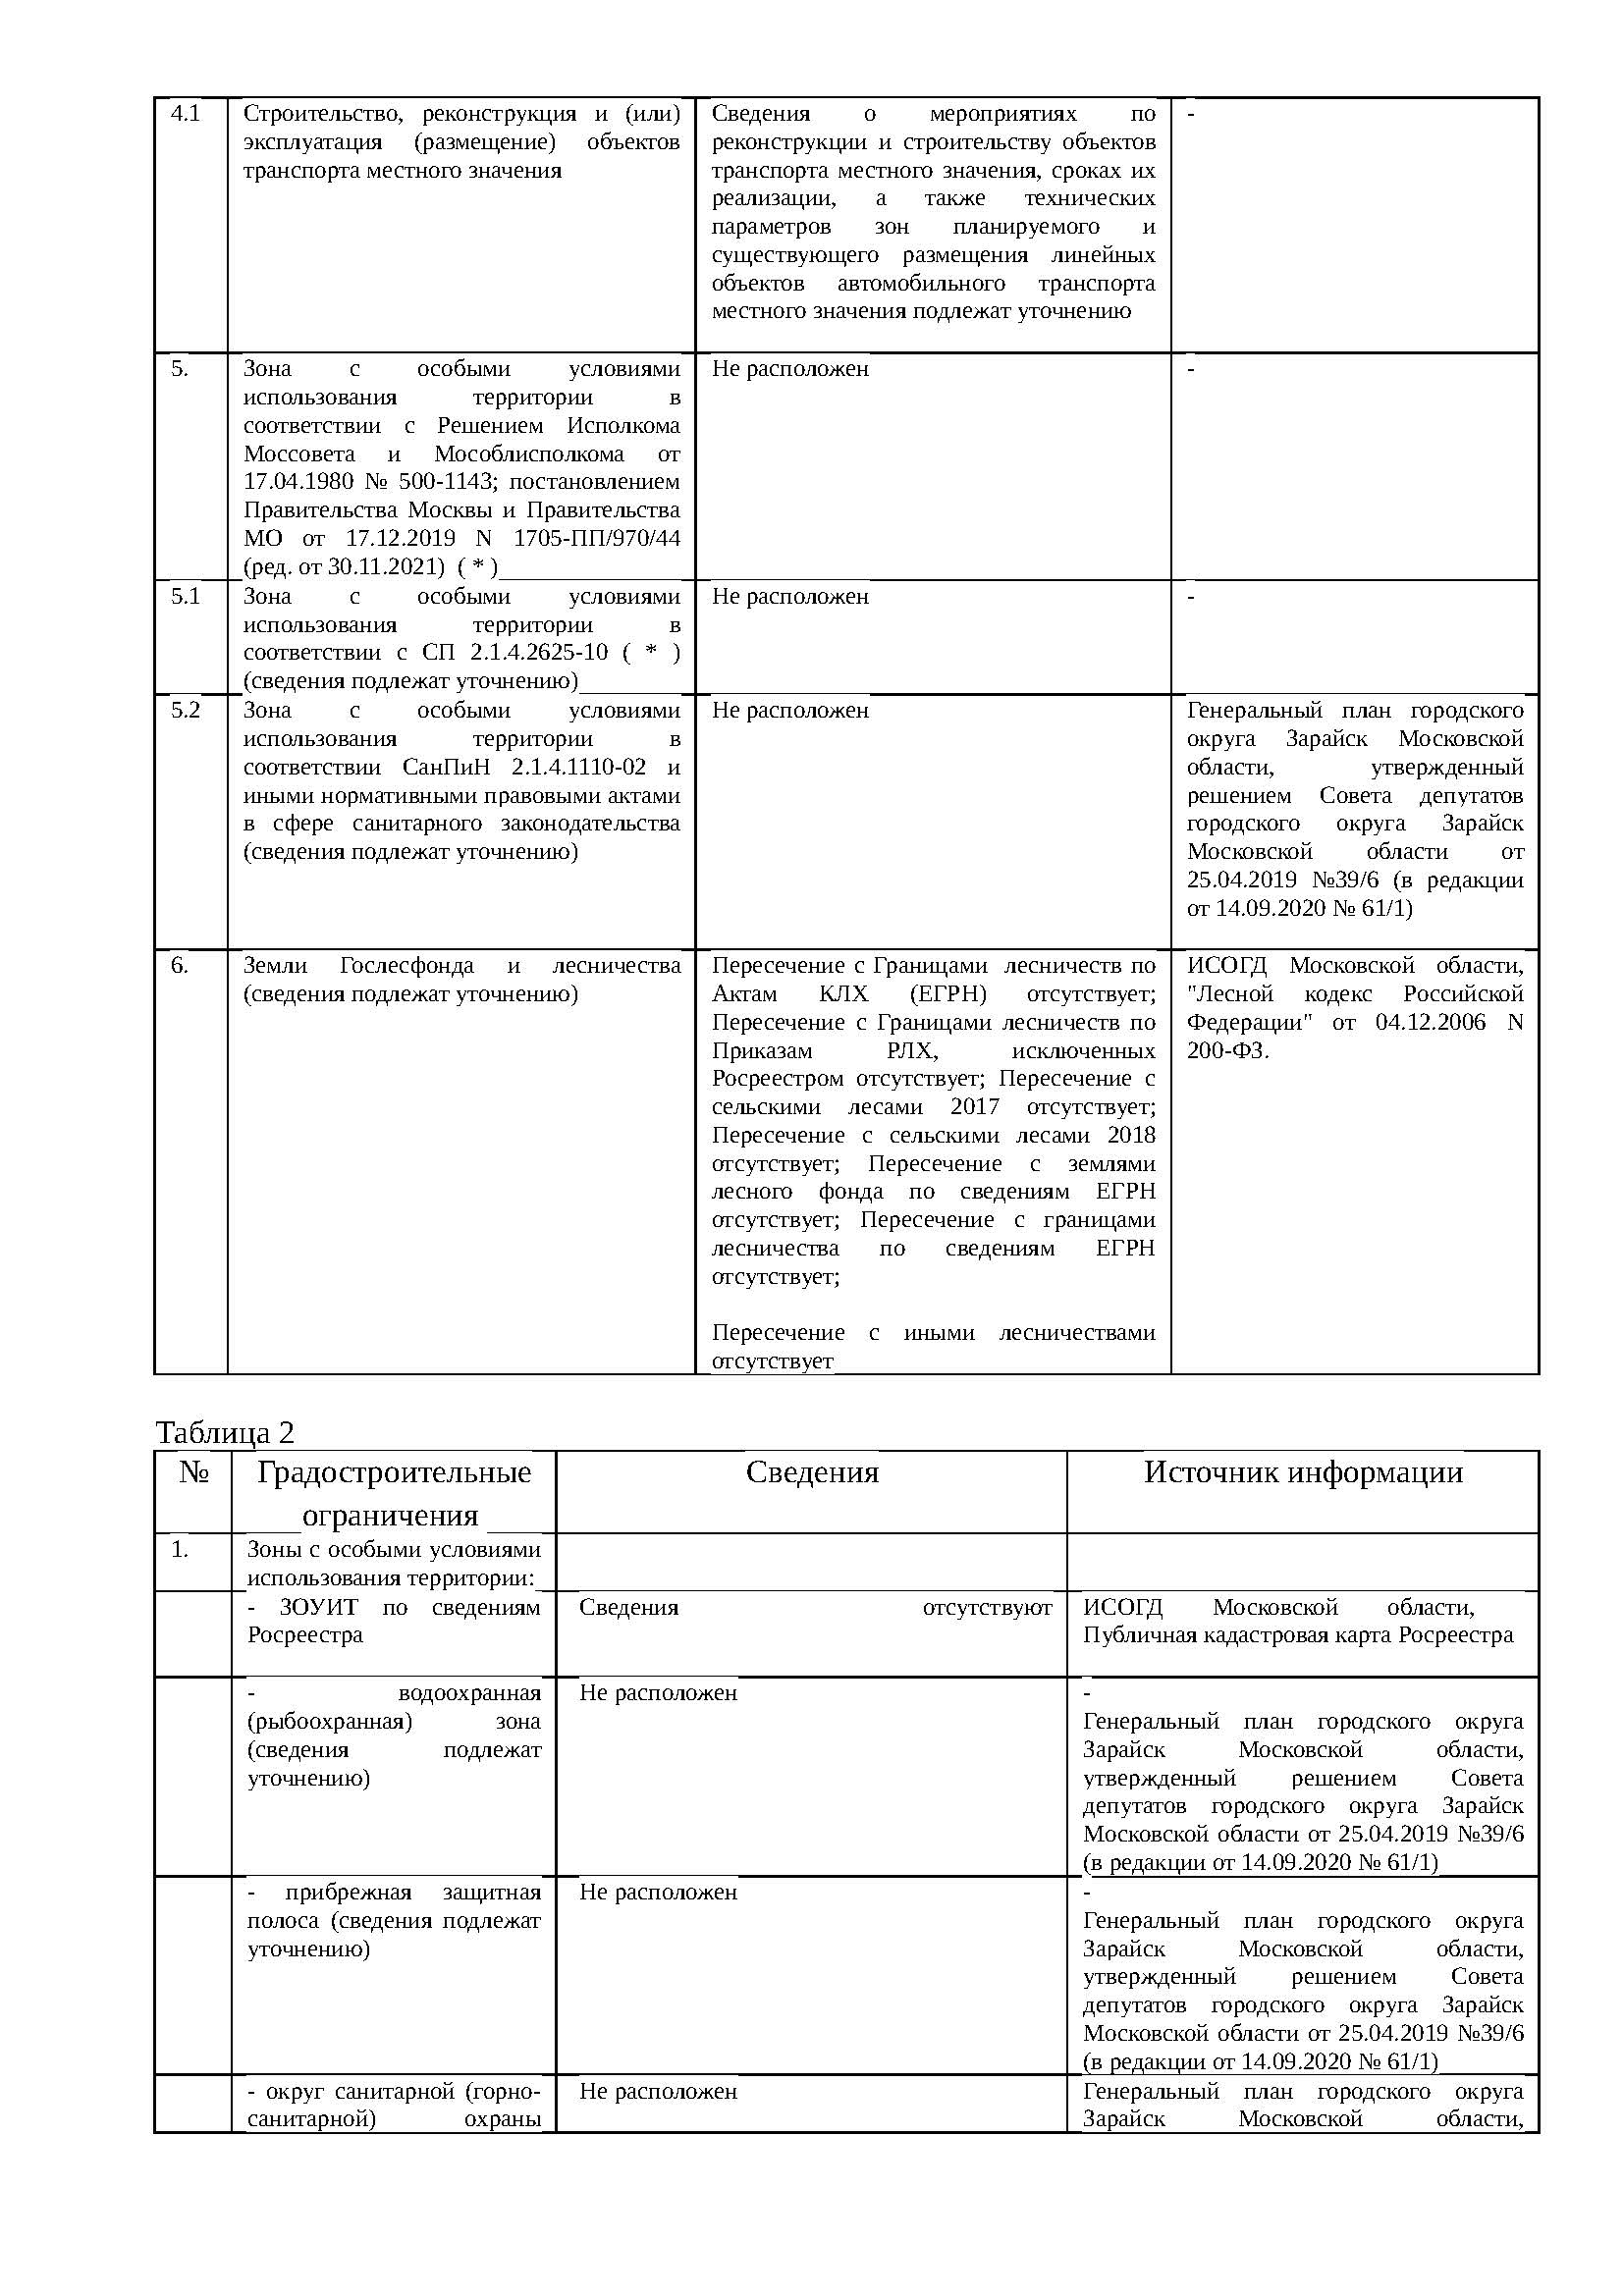 4.1
Строительство, реконструкция и (или)
эксплуатация (размещение) объектов
транспорта местного значения
Сведения о мероприятиях по
реконструкции и строительству объектов
транспорта местного значения, сроках их
реализации, а также технических
параметров зон планируемого и
существующего размещения линейных
объектов автомобильного транспорта
местного значения подлежат уточнению
-
5.
Зона с особыми условиями
использования территории в
соответствии с Решением Исполкома
Моссовета и Мособлисполкома от
17.04.1980 № 500-1143; постановлением
Правительства Москвы и Правительства
МО от 17.12.2019 N 1705-ПП/970/44
(ред. от 30.11.2021) ( * )
Не расположен
-
5.1
Зона с особыми условиями
использования территории в
соответствии с СП 2.1.4.2625-10 ( * )
(сведения подлежат уточнению)
Не расположен
-
5.2
Зона с особыми условиями
использования территории в
соответствии СанПиН 2.1.4.1110-02 и
иными нормативными правовыми актами
в сфере санитарного законодательства
(сведения подлежат уточнению)
Не расположен
Генеральный план городского
округа Зарайск Московской
области, утвержденный
решением Совета депутатов
городского округа Зарайск
Московской области от
25.04.2019 №39/6 (в редакции
от 14.09.2020 № 61/1)
6.
Земли Гослесфонда и лесничества
(сведения подлежат уточнению)
Пересечение с Границами лесничеств по
Актам КЛХ (ЕГРН) отсутствует;
Пересечение с Границами лесничеств по
Приказам РЛХ, исключенных
Росреестром отсутствует; Пересечение с
сельскими лесами 2017 отсутствует;
Пересечение с сельскими лесами 2018
отсутствует; Пересечение с землями
лесного фонда по сведениям ЕГРН
отсутствует; Пересечение с границами
лесничества по сведениям ЕГРН
отсутствует;
Пересечение с иными лесничествами
отсутствует
ИСОГД Московской области,
"Лесной кодекс Российской
Федерации" от 04.12.2006 N
200-ФЗ.
Таблица 2
№
Градостроительные
ограничения
Сведения
Источник информации
1.
Зоны с особыми условиями
использования территории:
- ЗОУИТ по сведениям
Росреестра
Сведения отсутствуют
ИСОГД Московской области,
Публичная кадастровая карта Росреестра
- водоохранная
(рыбоохранная) зона
(сведения подлежат
уточнению)
Не расположен
-
Генеральный план городского округа
Зарайск Московской области,
утвержденный решением Совета
депутатов городского округа Зарайск
Московской области от 25.04.2019 №39/6
(в редакции от 14.09.2020 № 61/1)
- прибрежная защитная
полоса (сведения подлежат
уточнению)
Не расположен
-
Генеральный план городского округа
Зарайск Московской области,
утвержденный решением Совета
депутатов городского округа Зарайск
Московской области от 25.04.2019 №39/6
(в редакции от 14.09.2020 № 61/1)
- округ санитарной (горно-
санитарной) охраны
Не расположен
Генеральный план городского округа
Зарайск Московской области,